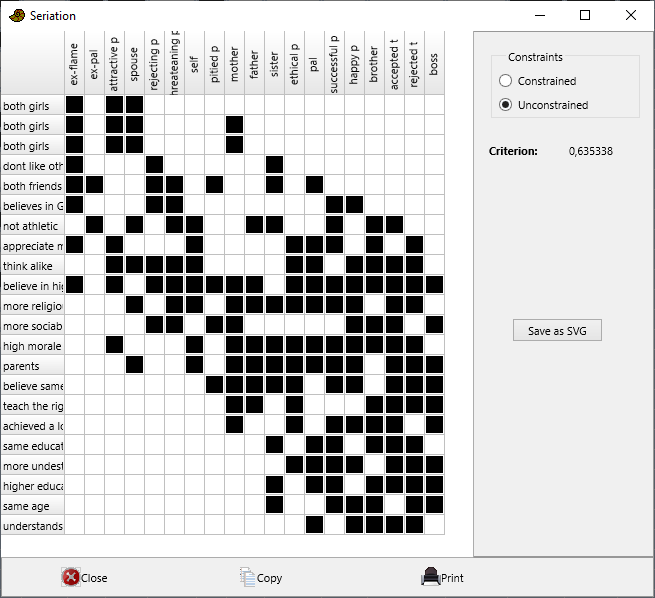 Seriation
ex-flame
ex-pal
attractive p
spouse
rejecting p
hreateaning p
self
pitied p
mother
father
sister
ethical p
pal
successful p
happy p
brother
accepted t
rejected t
boss
both girls
both girls
both girls
dont like oth
both friends
believes in G
not athletic
appreciate m
think alike
believe in hig
more religio
more sociab
high morale
parents
believe same
teach the rig
achieved a lo
same educat
more undest
higher educa
same age
understands
Constraints
Constrained
Unconstrained
Criterion: 0,635338
Save as SVG
Close Copy Print